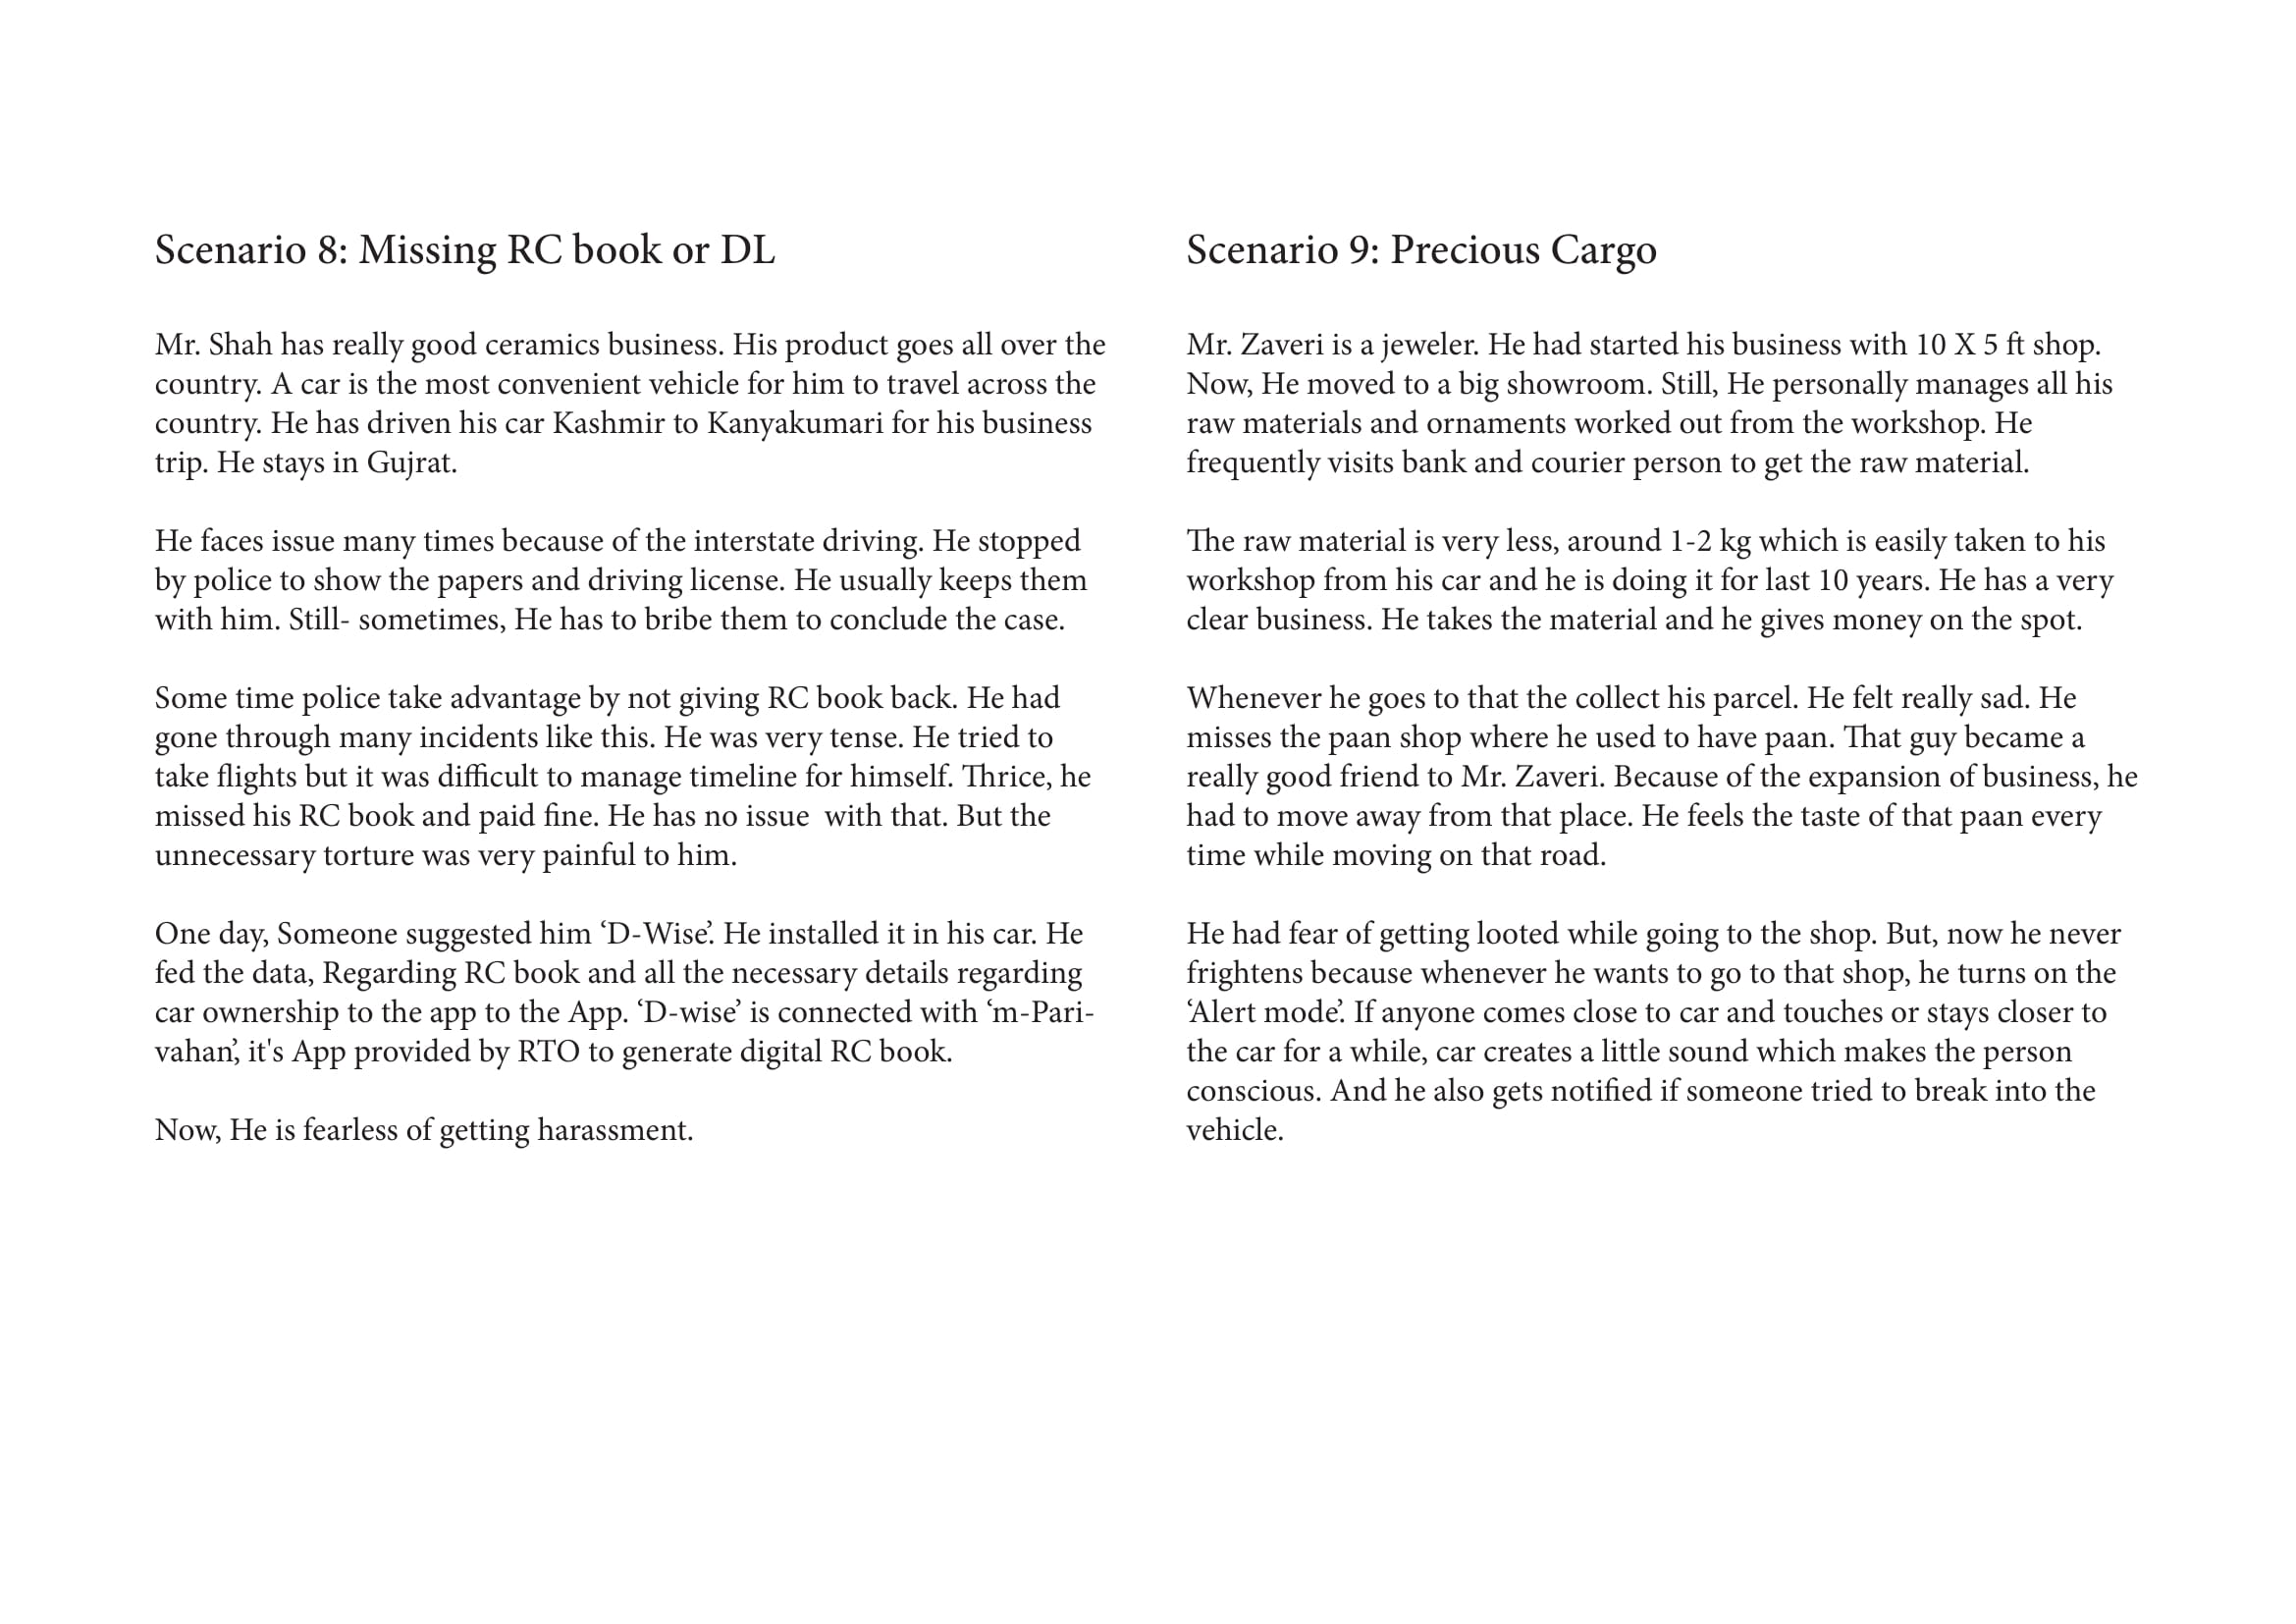 Scenario 8: Missing RC book or DL
Mr. Shah has really good ceramics business. His product goes all over the
country. A car is the most convenient vehicle for him to travel across the
country. He has driven his car Kashmir to Kanyakumari for his business
trip. He stays in Gujrat.
He faces issue many times because of the interstate driving. He stopped
by police to show the papers and driving license. He usually keeps them
with him. Still- sometimes, He has to bribe them to conclude the case.
Some time police take advantage by not giving RC book back. He had
gone through many incidents like this. He was very tense. He tried to
take flights but it was difficult to manage timeline for himself. Thrice, he
missed his RC book and paid fine. He has no issue  with that. But the
unnecessary torture was very painful to him.
One day, Someone suggested him ‘D-Wise’. He installed it in his car. He
fed the data, Regarding RC book and all the necessary details regarding
car ownership to the app to the App. ‘D-wise’ is connected with ‘m-Pari-
vahan’, it's App provided by RTO to generate digital RC book.
Now, He is fearless of getting harassment.
Scenario 9: Precious Cargo
Mr. Zaveri is a jeweler. He had started his business with 10 X 5 ft shop.
Now, He moved to a big showroom. Still, He personally manages all his
raw materials and ornaments worked out from the workshop. He
frequently visits bank and courier person to get the raw material.
The raw material is very less, around 1-2 kg which is easily taken to his
workshop from his car and he is doing it for last 10 years. He has a very
clear business. He takes the material and he gives money on the spot.
Whenever he goes to that the collect his parcel. He felt really sad. He
misses the paan shop where he used to have paan. That guy became a
really good friend to Mr. Zaveri. Because of the expansion of business, he
had to move away from that place. He feels the taste of that paan every
time while moving on that road.
He had fear of getting looted while going to the shop. But, now he never
frightens because whenever he wants to go to that shop, he turns on the
‘Alert mode’. If anyone comes close to car and touches or stays closer to
the car for a while, car creates a little sound which makes the person
conscious. And he also gets notified if someone tried to break into the
vehicle.